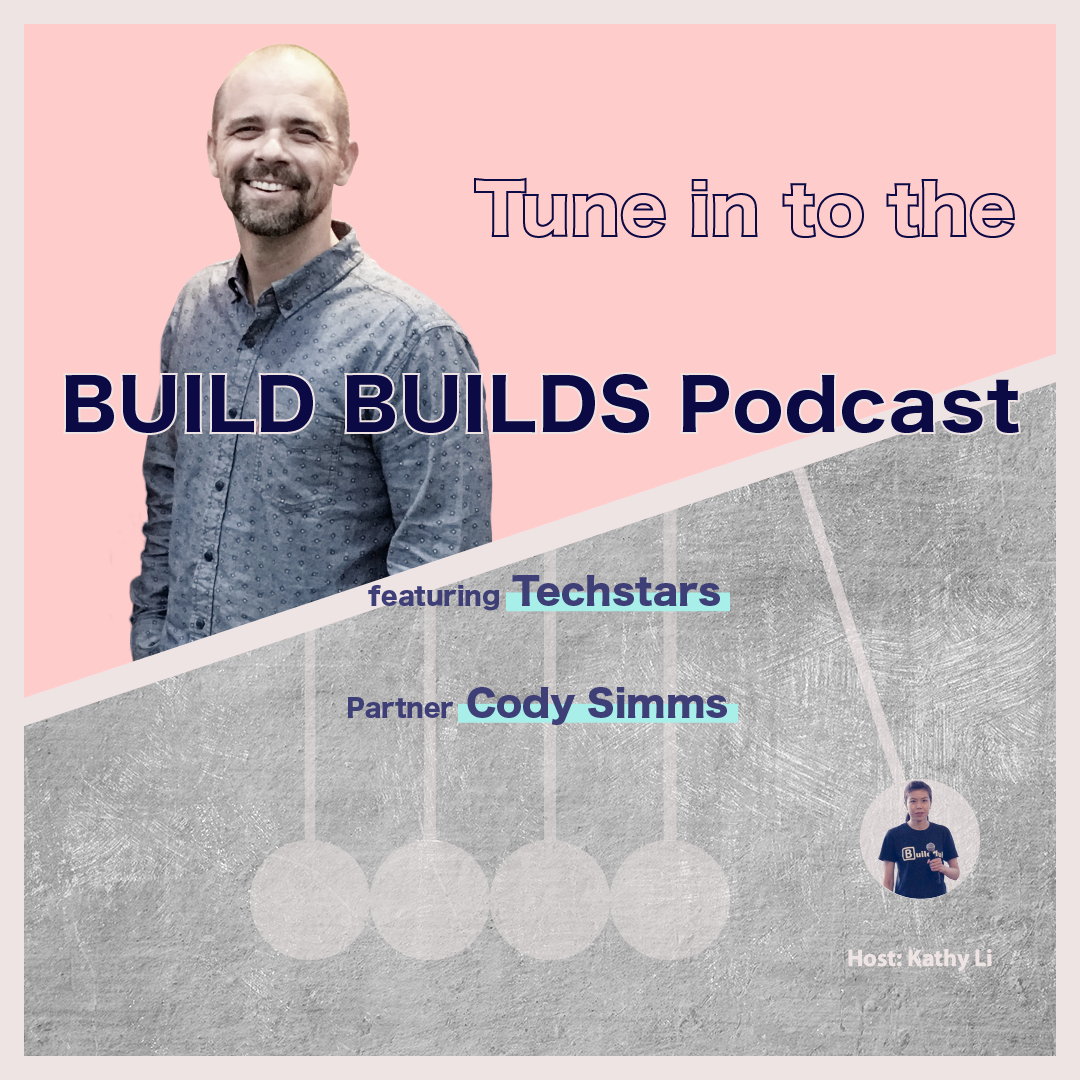 Tune in to the
BUILD BUILDS Podcast
featuring Techstars
Partner Cody Simms
Host: Kathy Li